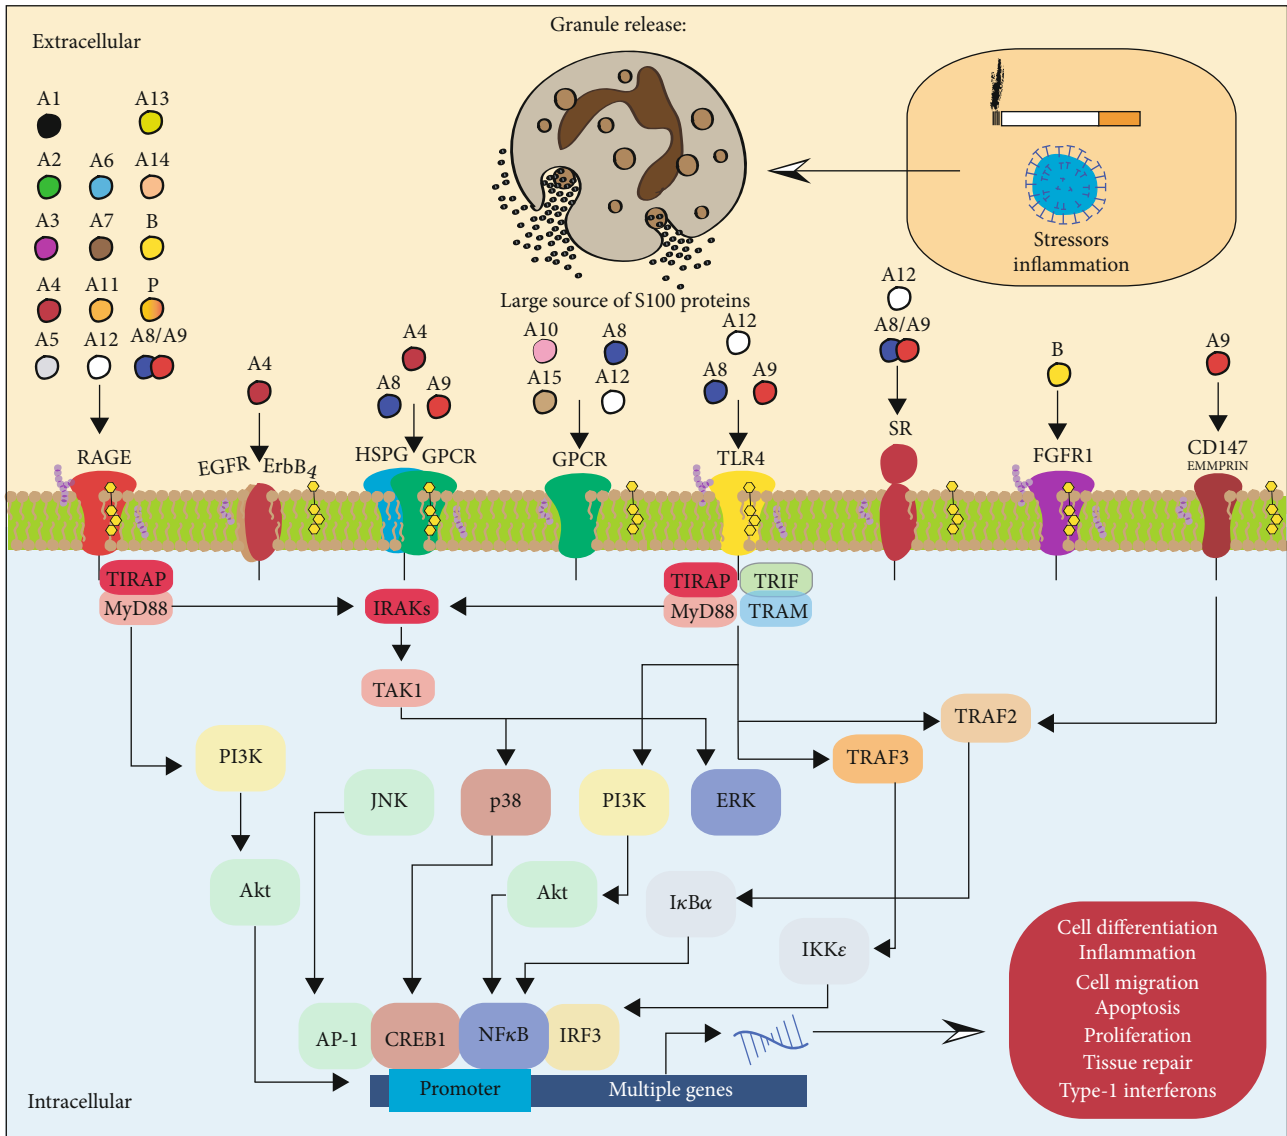 Extracellular
Granule release:
A1 A13
A2 A6 A14
A3 A7 B
A4 A11 P
A5 A12 A8/A9
Stressors
inflammation
Large source of S100 proteins
A4
A4
A8 A9
A10 A8
A15 A12
A12
A8 A9
A12
A8/A9
B
A9
RAGE
EGFR ErbB4
HSPG GPCR
GPCR
TLR4
SR
FGFR1
CD147
EMMPRIN
TIRAP
MyD88
IRAKs
TIRAP TRIF
MyD88 TRAM
TAK1
TRAF2
TRAF3
PI3K
JNK
p38
PI3K
ERK
Akt
Akt
IκBα
IKKε
AP-1 CREB1 NFκB IRF3
Promoter Multiple genes
Cell differentiation
Inflammation
Cell migration
Apoptosis
Proliferation
Tissue repair
Type-1 interferons
Intracellular